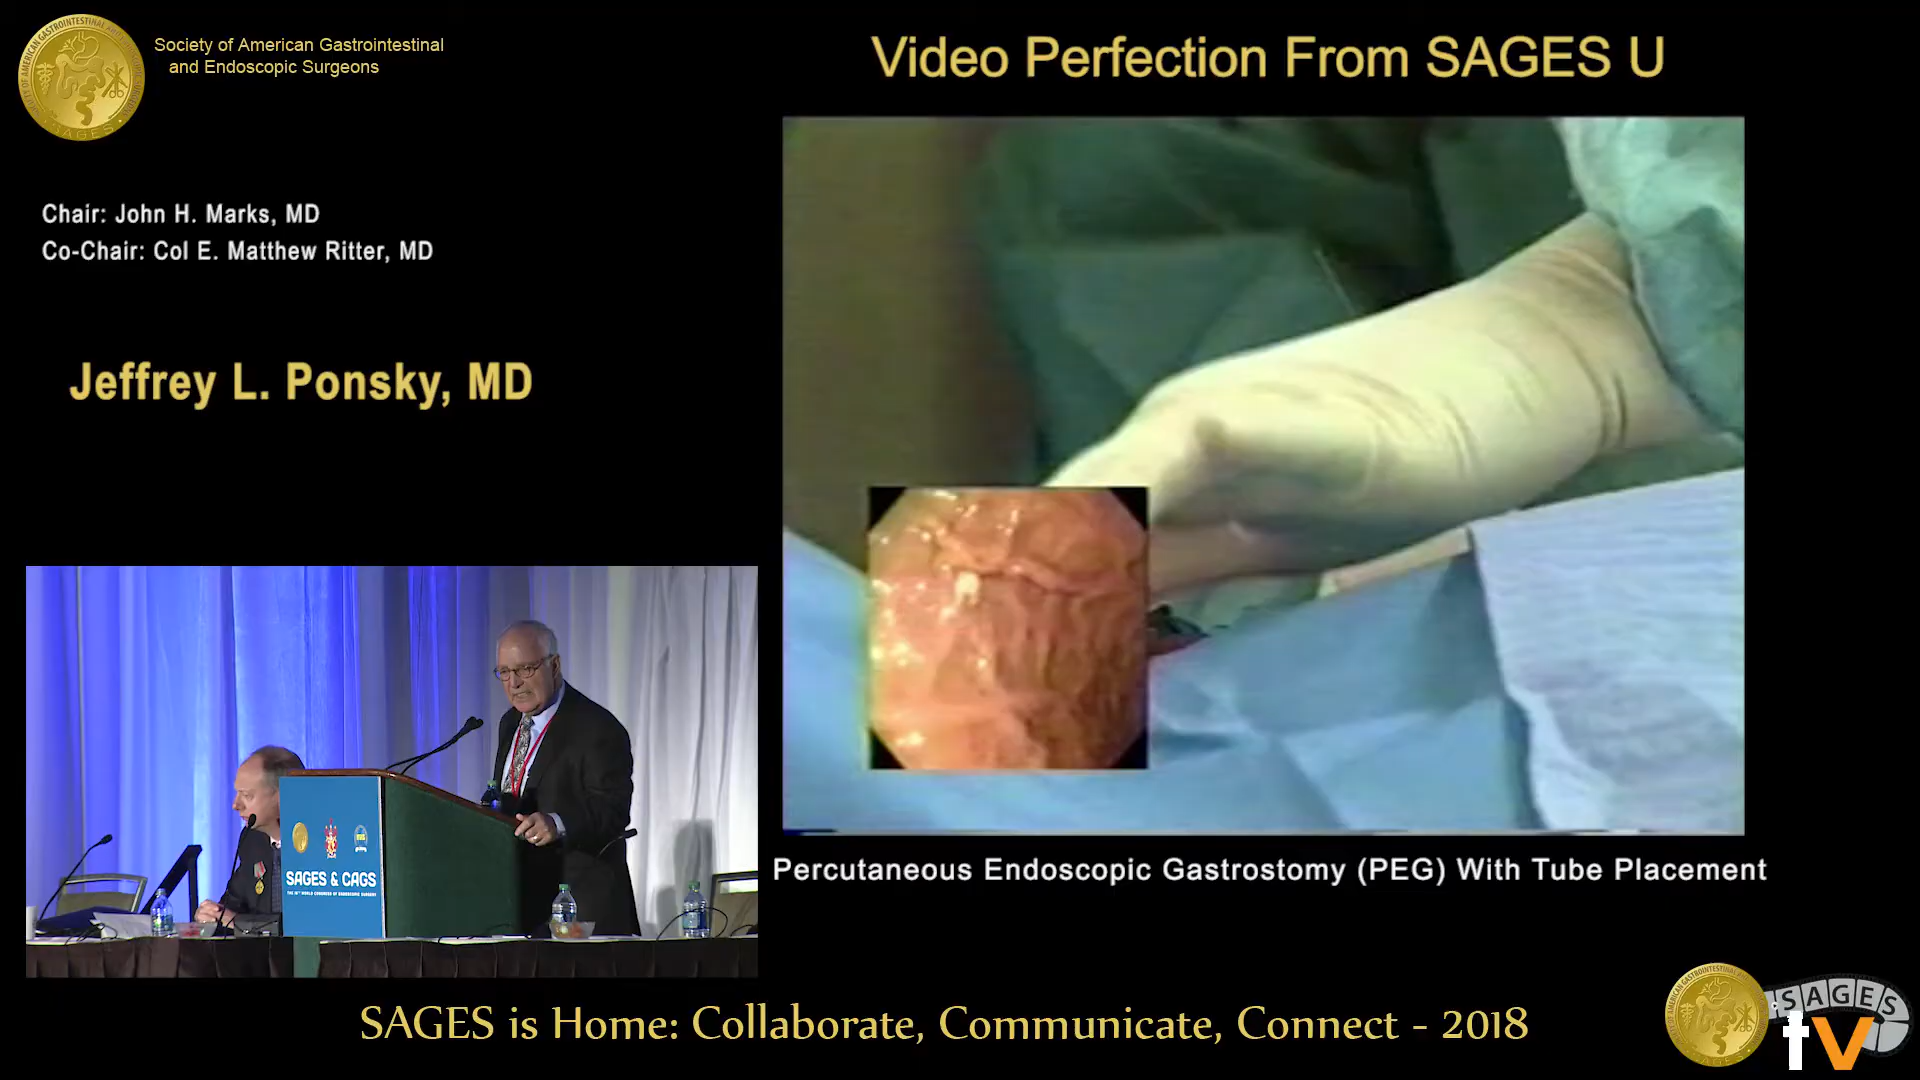 Society of American Gastrointestinal
and Endoscopic Surgeons
Video Perfection From SAGES U
Chair: John H. Marks, MD
Co-Chair: Col E. Matthew Ritter, MD
Jeffrey L. Ponsky, MD
SAGES & CAGS
Percutaneous Endoscopic Gastrostomy (PEG) With Tube Placement
SAGES is Home: Collaborate, Communicate, Connect - 2018
SAGES
tv